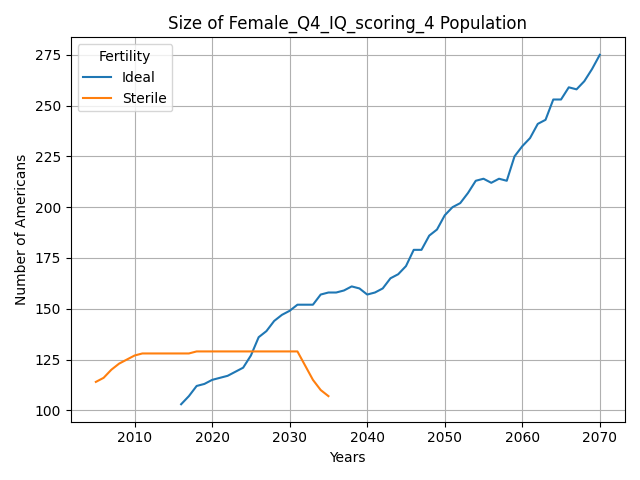 Size of Female_Q4_IQ_scoring_4 Population
Fertility
Ideal
Sterile
Number of Americans
275
250
225
200
175
150
125
100
2010 2020 2030 2040 2050 2060 2070
Years